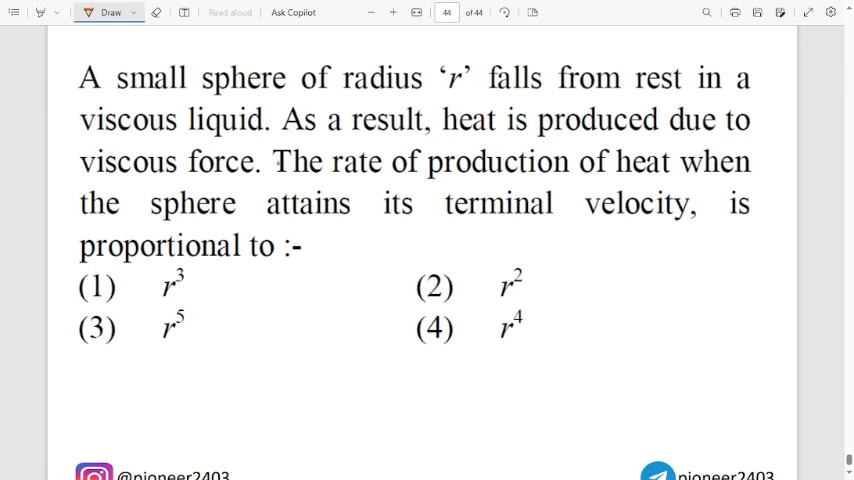 Draw Read aloud Ask Copilot 44 of 44
A small sphere of radius ‘r’ falls from rest in a
viscous liquid. As a result, heat is produced due to
viscous force. The rate of production of heat when
the sphere attains its terminal velocity, is
proportional to :-
(1) r³ (2) r²
(3) r⁵ (4) r⁴
@pioneer2403 pioneer2403